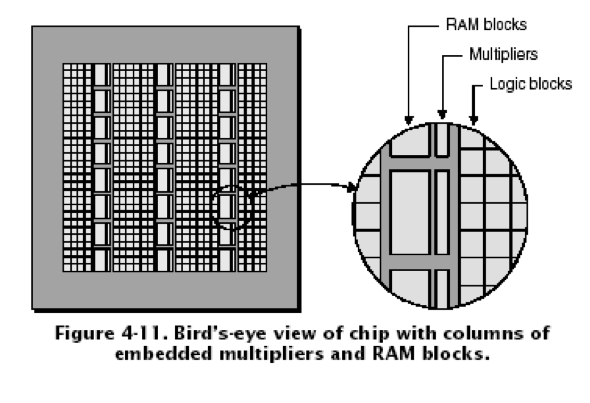 RAM blocks
Multipliers
Logic blocks
Figure 4-11. Bird's-eye view of chip with columns of
embedded multipliers and RAM blocks.